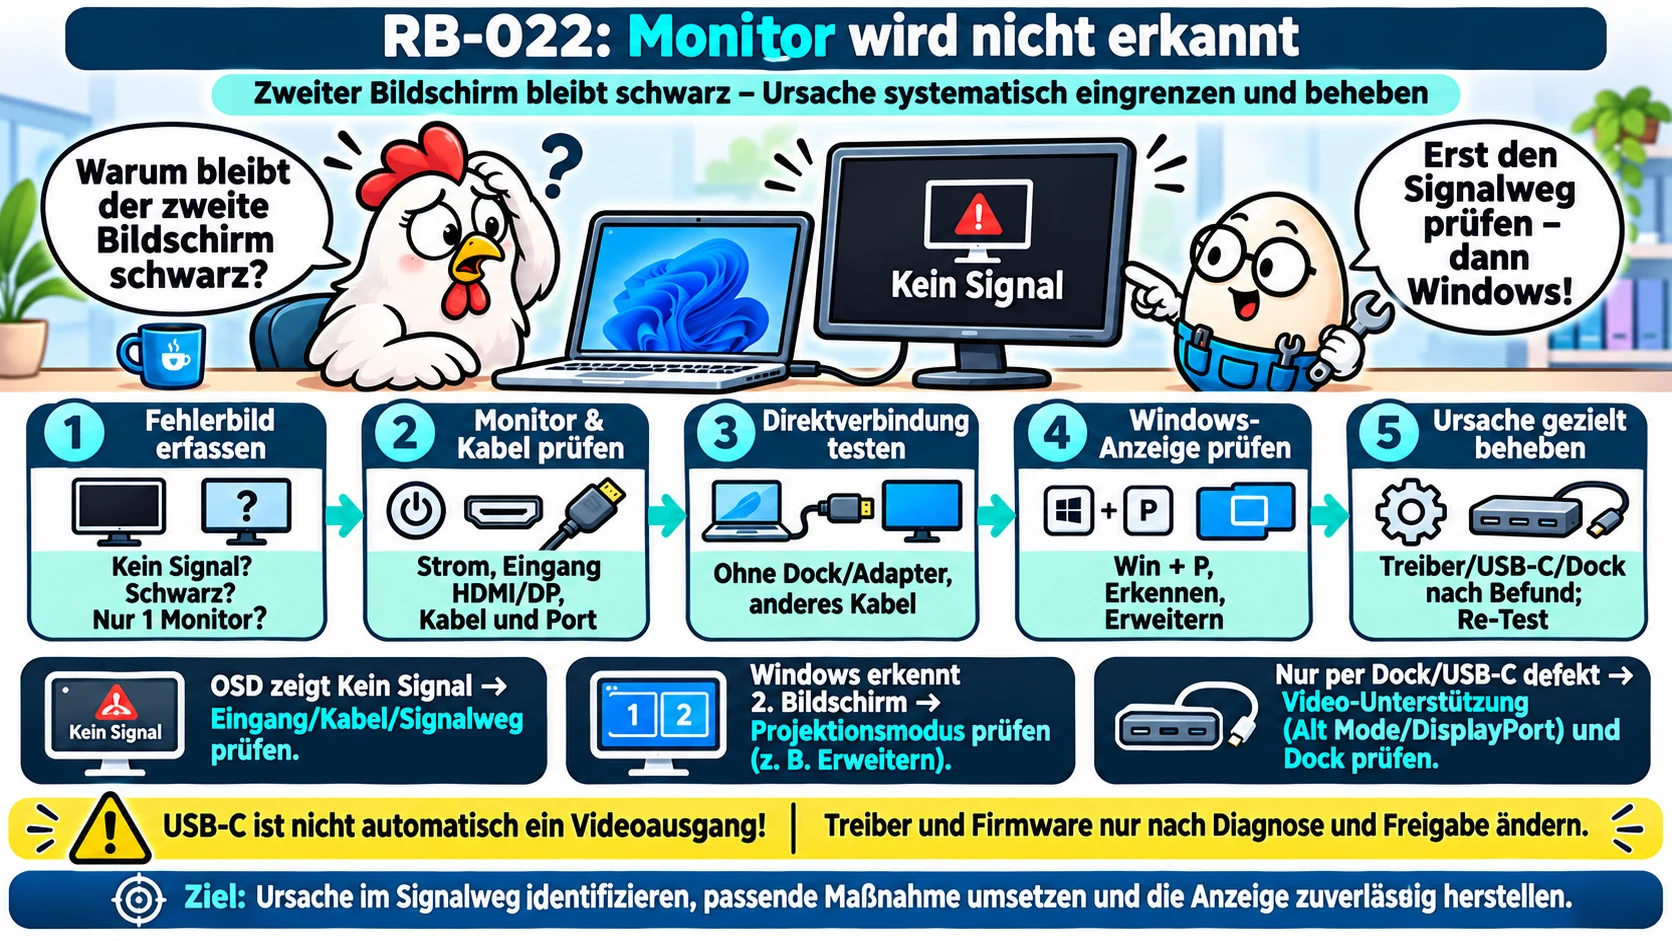 RB-022: Monitor wird nicht erkannt
Zweiter Bildschirm bleibt schwarz – Ursache systematisch eingrenzen und beheben
Warum bleibt
der zweite
Bildschirm
schwarz?
?
Kein Signal
Erst den
Signalweg
prüfen –
dann
Windows!
1 Fehlerbild
erfassen
?
Kein Signal?
Schwarz?
Nur 1 Monitor?
2 Monitor &
Kabel prüfen
Strom, Eingang
HDMI/DP,
Kabel und Port
3 Direktverbindung
testen
Ohne Dock/Adapter,
anderes Kabel
4 Windows-
Anzeige prüfen
+ P
Win + P,
Erkennen,
Erweitern
5 Ursache gezielt
beheben
Treiber/USB-C/Dock
nach Befund;
Re-Test
Kein Signal
OSD zeigt Kein Signal →
Eingang/Kabel/Signalweg
prüfen.
1 2
Windows erkennt
2. Bildschirm →
Projektionsmodus prüfen
(z. B. Erweitern).
Nur per Dock/USB-C defekt →
Video-Unterstützung
(Alt Mode/DisplayPort) und
Dock prüfen.
USB-C ist nicht automatisch ein Videoausgang! | Treiber und Firmware nur nach Diagnose und Freigabe ändern.
Ziel: Ursache im Signalweg identifizieren, passende Maßnahme umsetzen und die Anzeige zuverlässig herstellen.